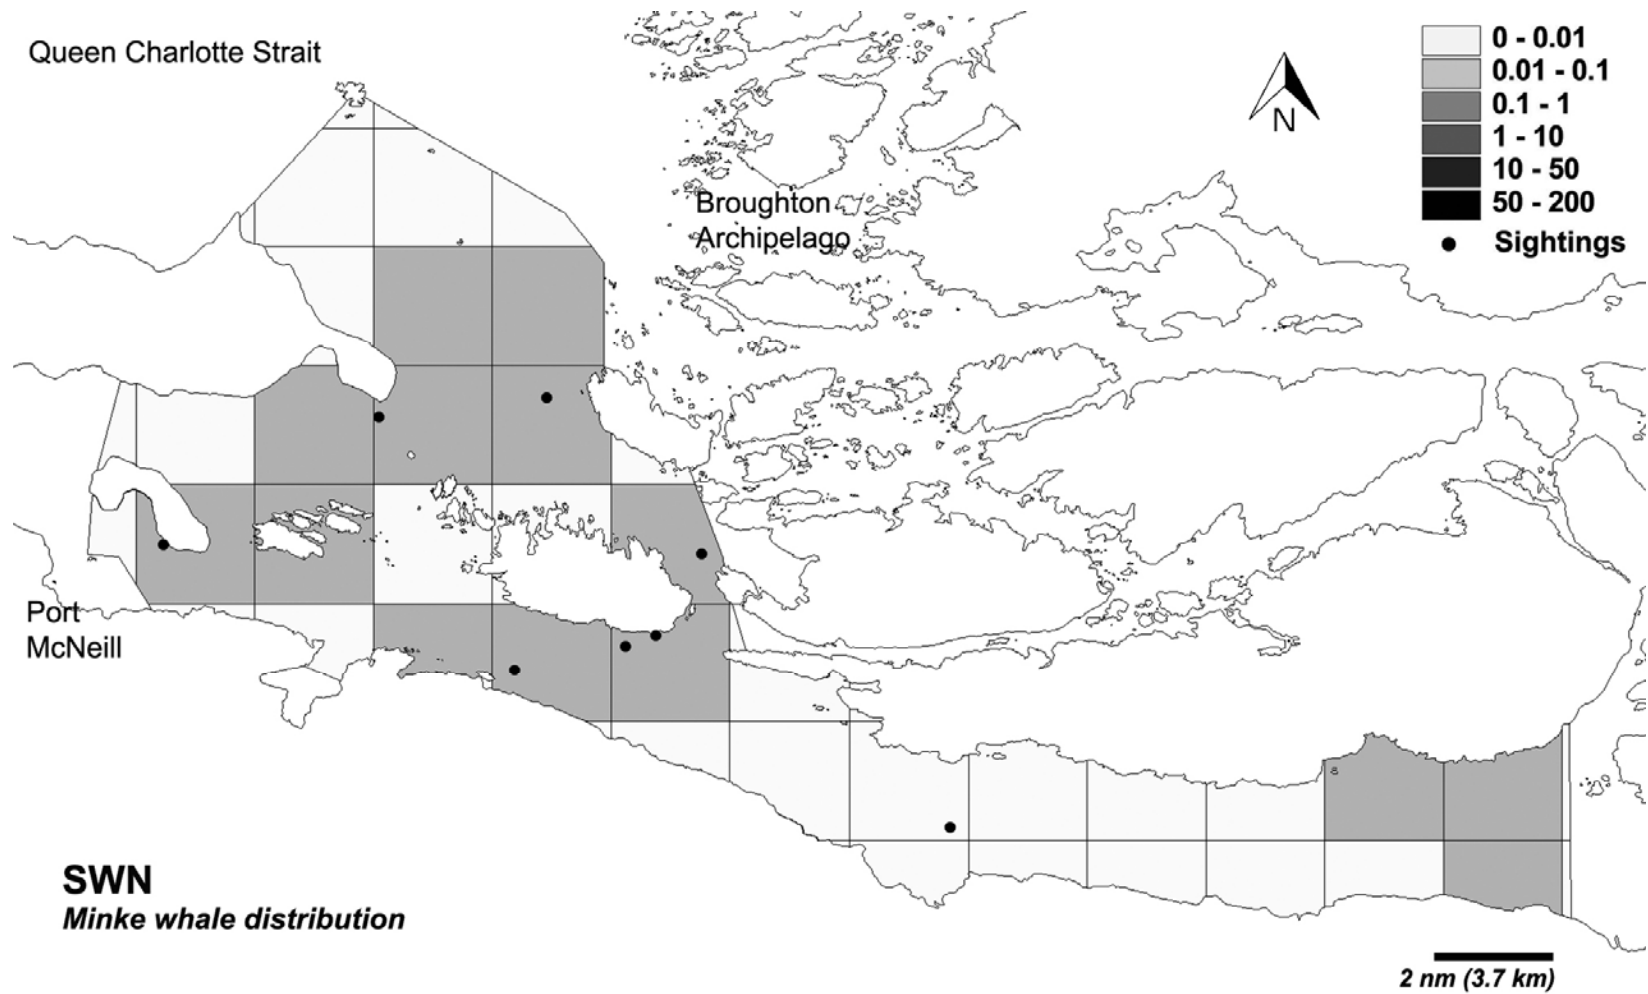 Queen Charlotte Strait
0 - 0.01
0.01 - 0.1
0.1 - 1
1 - 10
10 - 50
50 - 200
Sightings
N
Broughton
Archipelago
Port
McNeill
SWN
Minke whale distribution
2 nm (3.7 km)